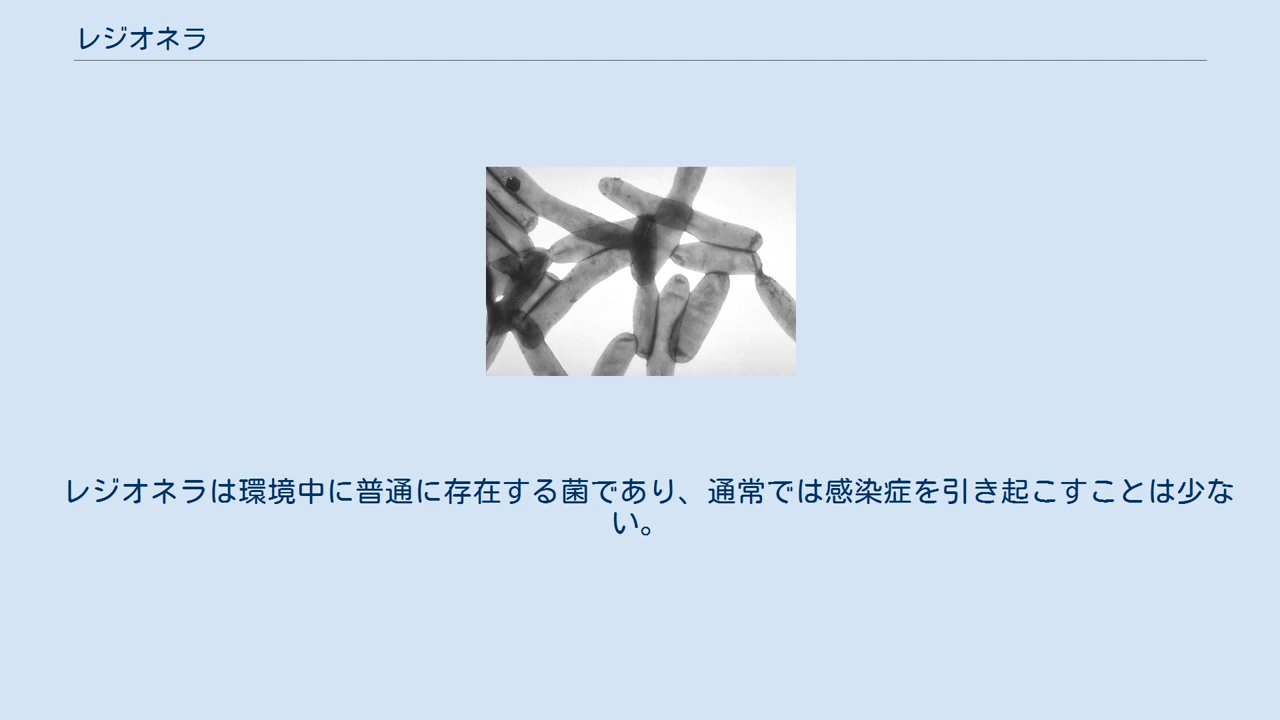 レジオネラ
レジオネラは環境中に普通に存在する菌であり、通常では感染症を引き起こすことは少な
い。